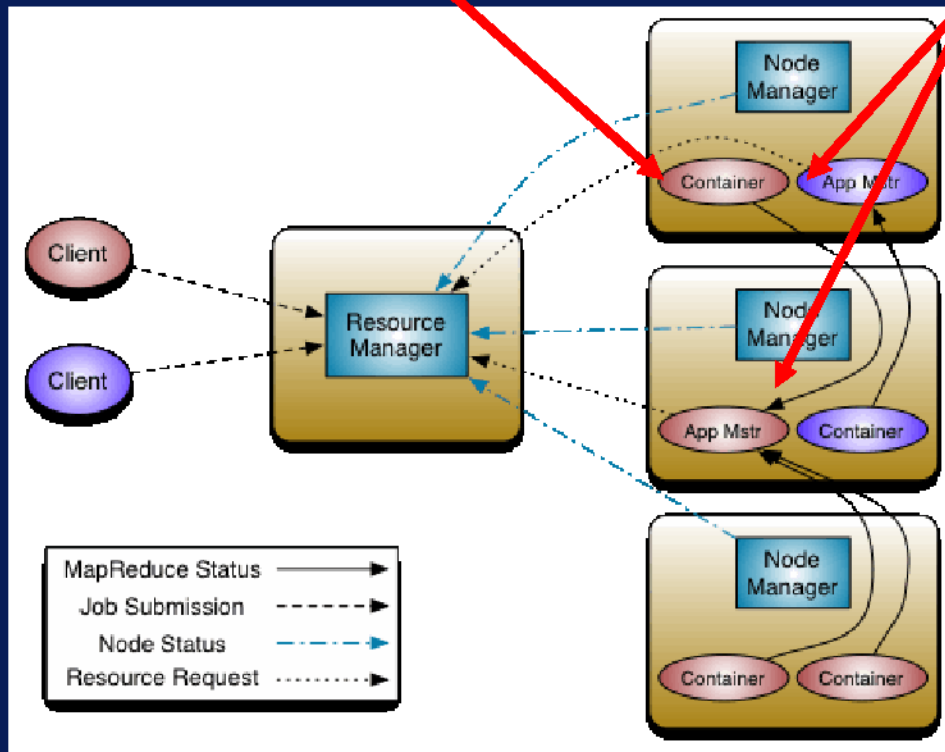 Node
Manager
Container
App Mstr
Client
Client
Resource
Manager
Node
Manager
App Mstr
Container
Node
Manager
Container
Container
MapReduce Status
Job Submission
Node Status
Resource Request